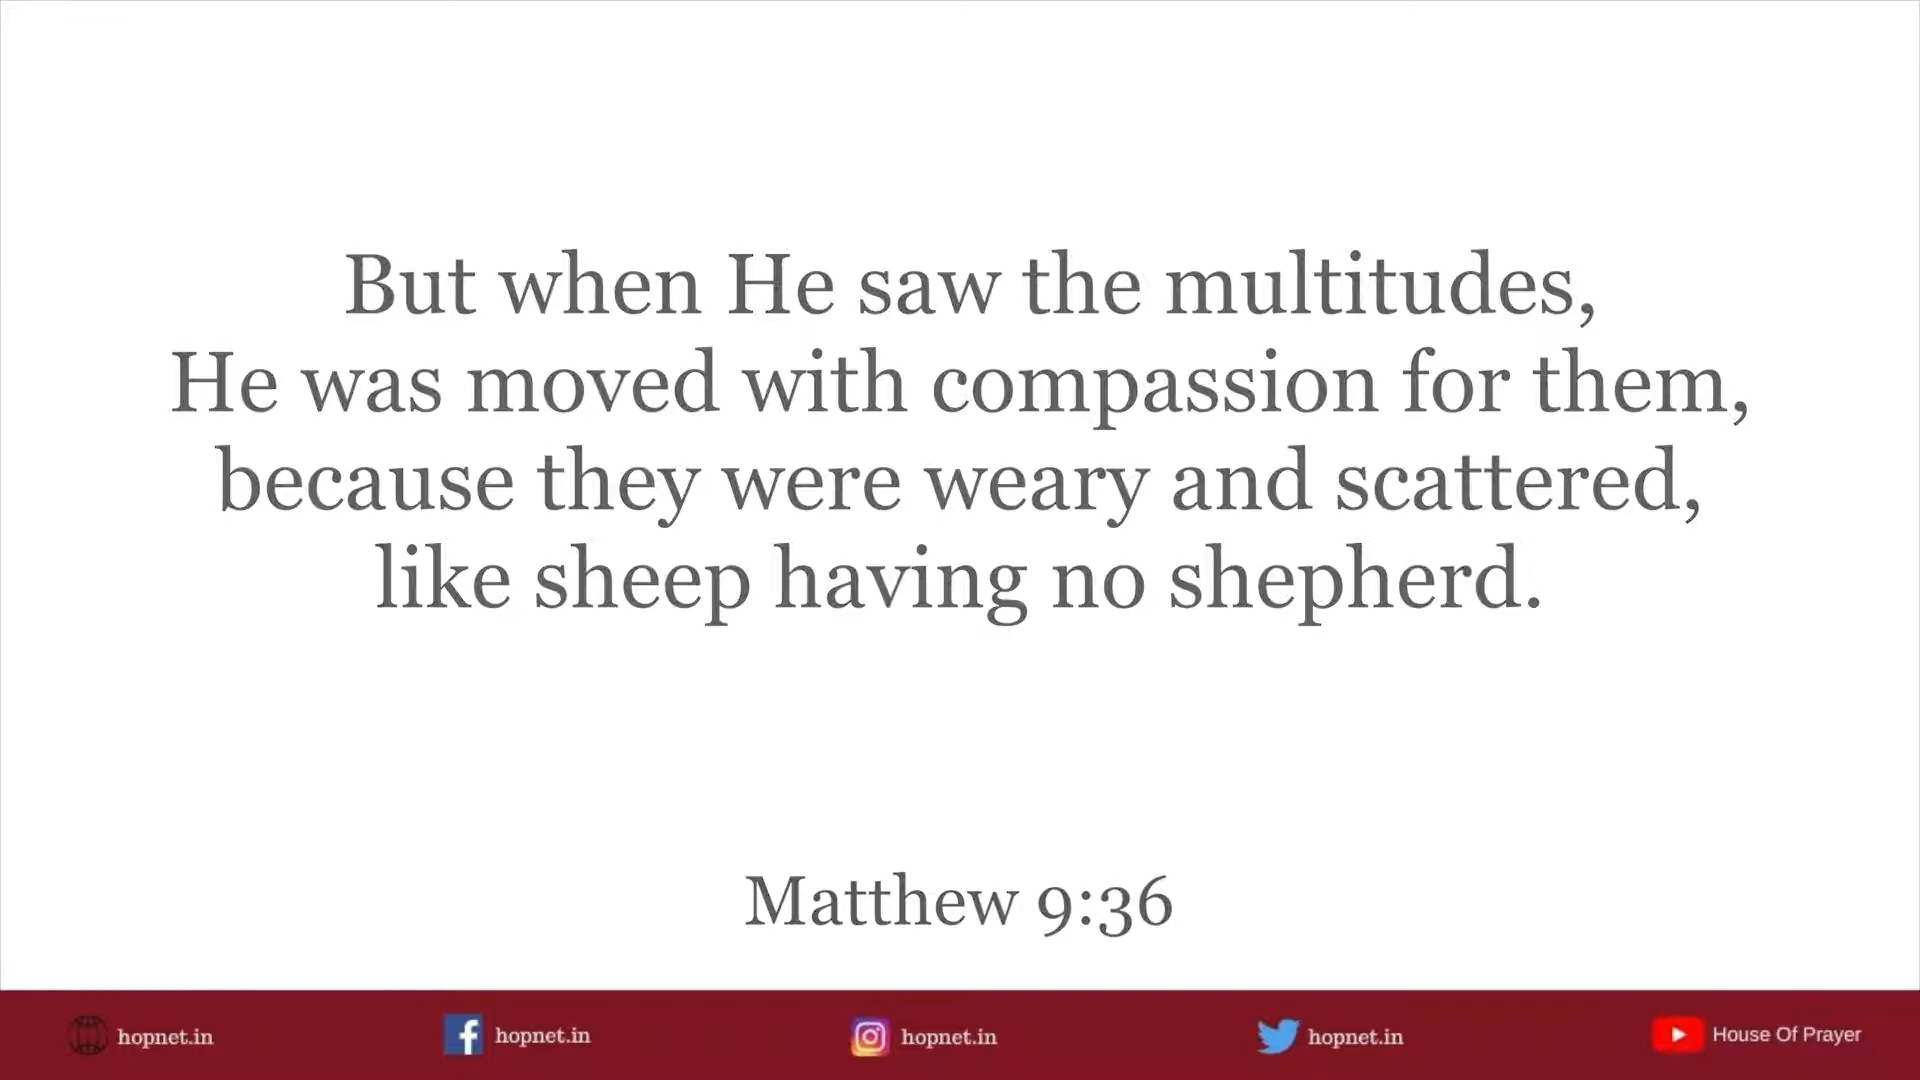 But when He saw the multitudes,
He was moved with compassion for them,
because they were weary and scattered,
like sheep having no shepherd.
Matthew 9:36
hopnet.in hopnet.in hopnet.in hopnet.in House Of Prayer